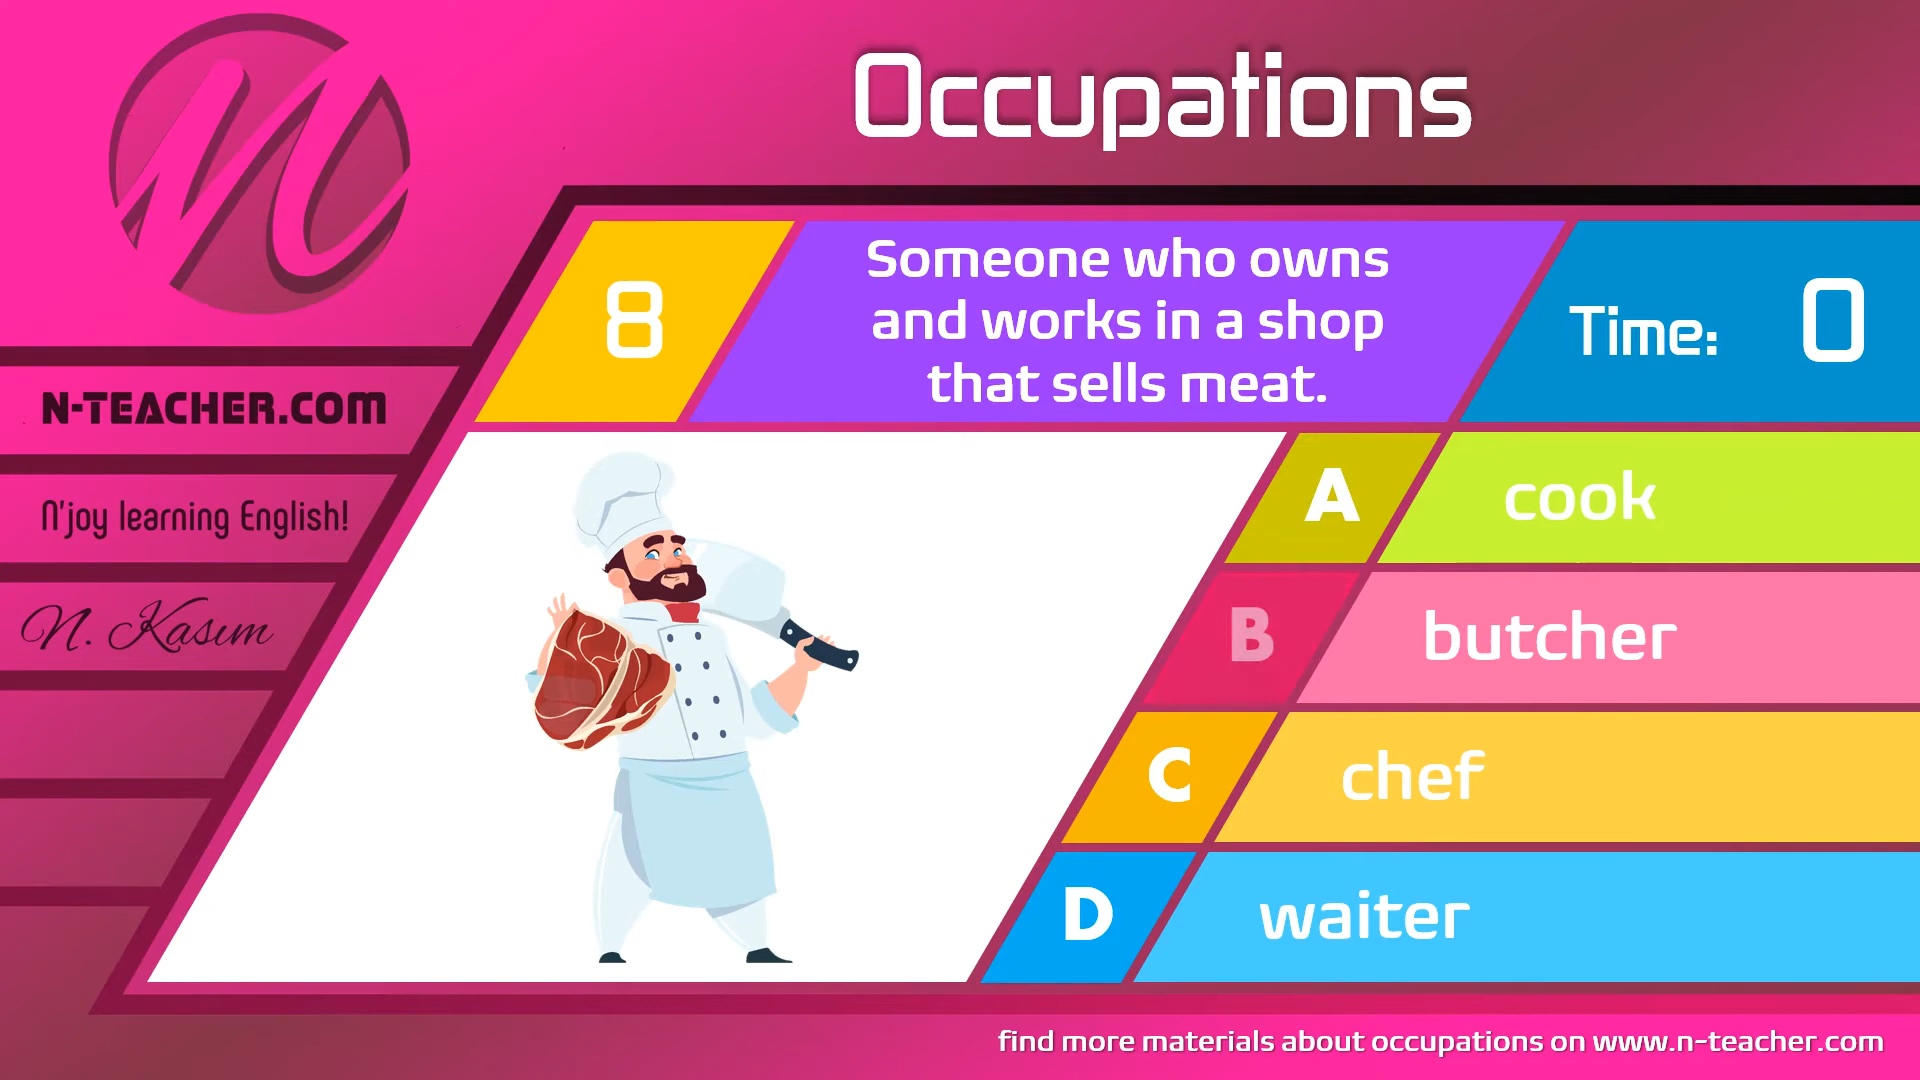 Occupations
8
Someone who owns
and works in a shop
that sells meat.
Time: 0
N-TEACHER.COM
N'joy learning English!
N. Kasım
A cook
B butcher
C chef
D waiter
find more materials about occupations on www.n-teacher.com